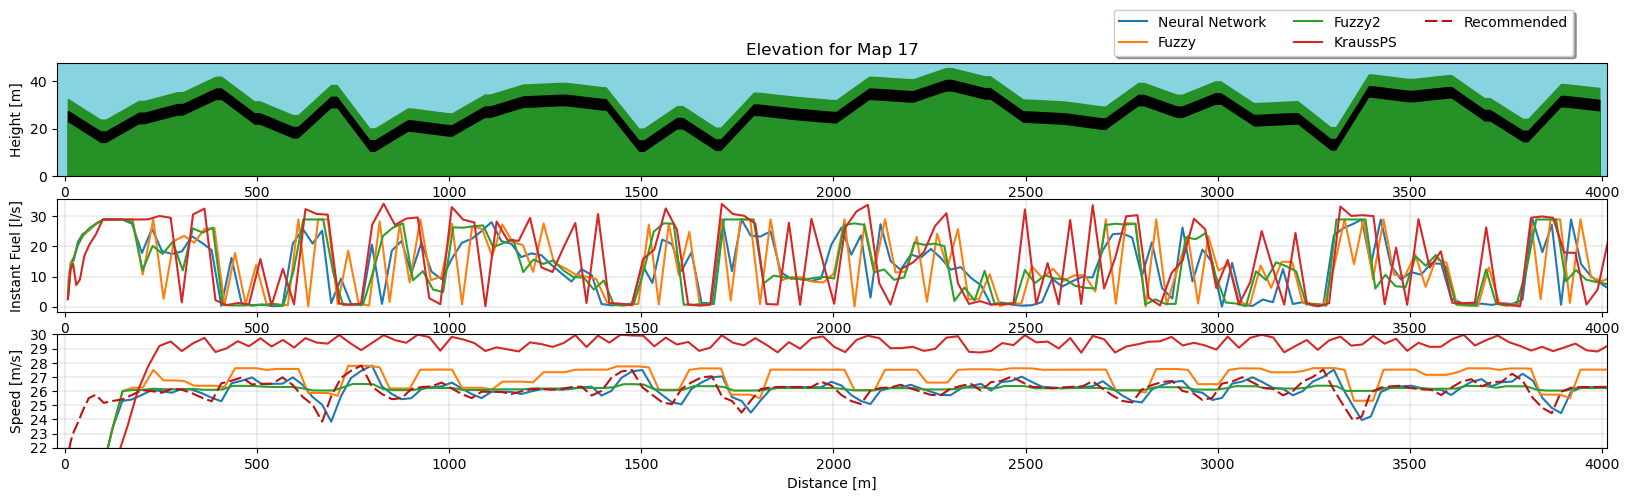 Neural Network Fuzzy2 Recommended
Fuzzy KraussPS
Elevation for Map 17
Height [m]
40
20
0
0 500 1000 1500 2000 2500 3000 3500 4000
Instant Fuel [l/s]
30
20
10
0
0 500 1000 1500 2000 2500 3000 3500 4000
Speed [m/s]
30
29
28
27
26
25
24
23
22
0 500 1000 1500 2000 2500 3000 3500 4000
Distance [m]